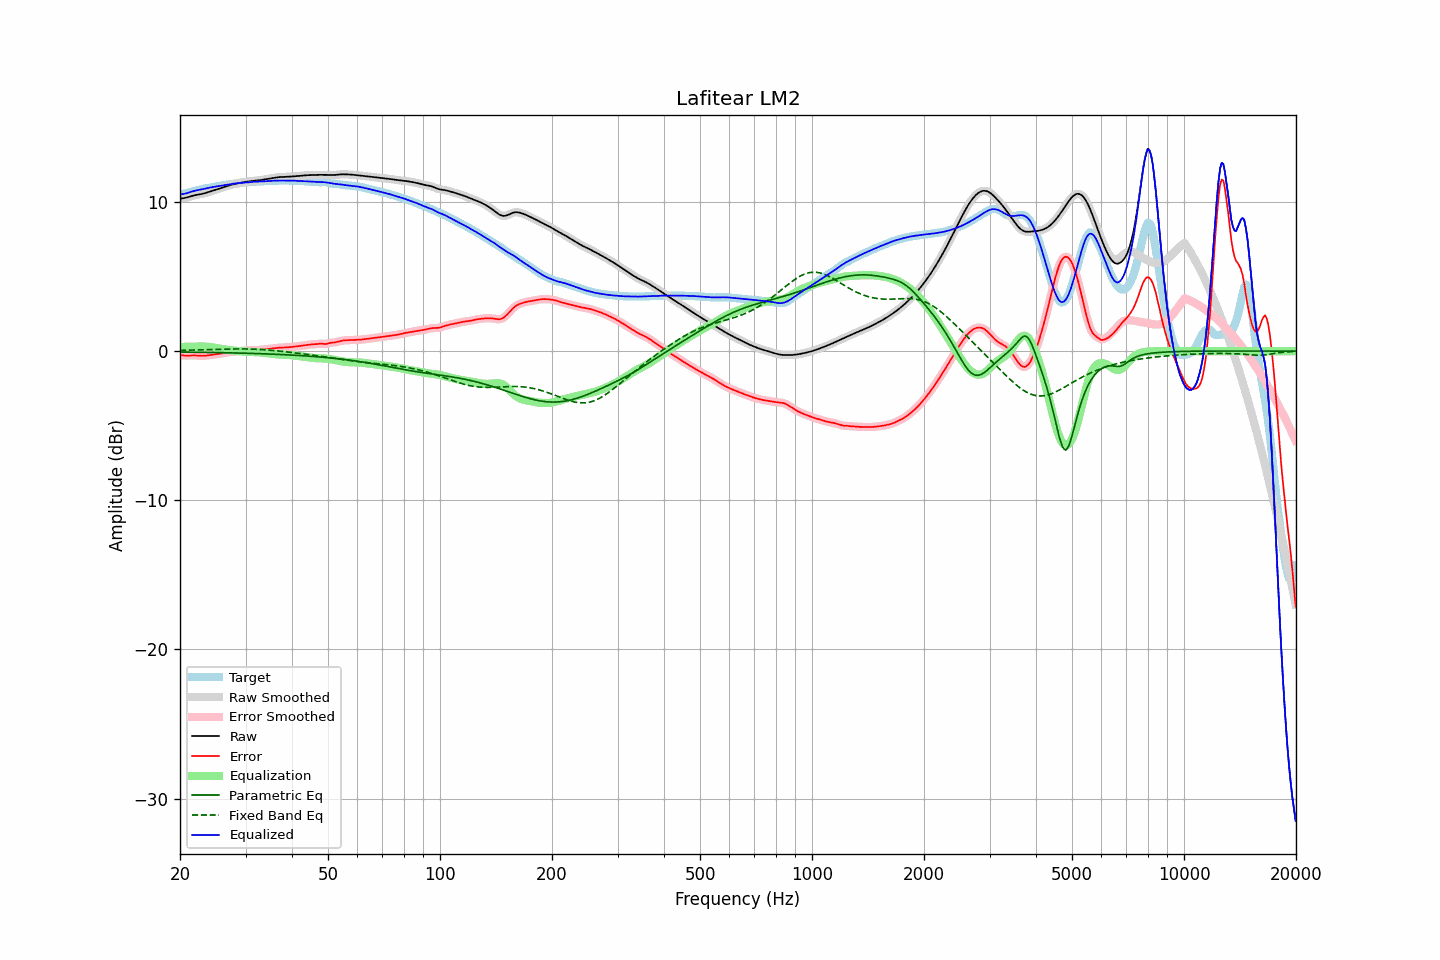 Lafitear LM2
Amplitude (dBr)
10
0
−10
−20
−30
Target
Raw Smoothed
Error Smoothed
Raw
Error
Equalization
Parametric Eq
Fixed Band Eq
Equalized
20 50 100 200 500 1000 2000 5000 10000 20000
Frequency (Hz)